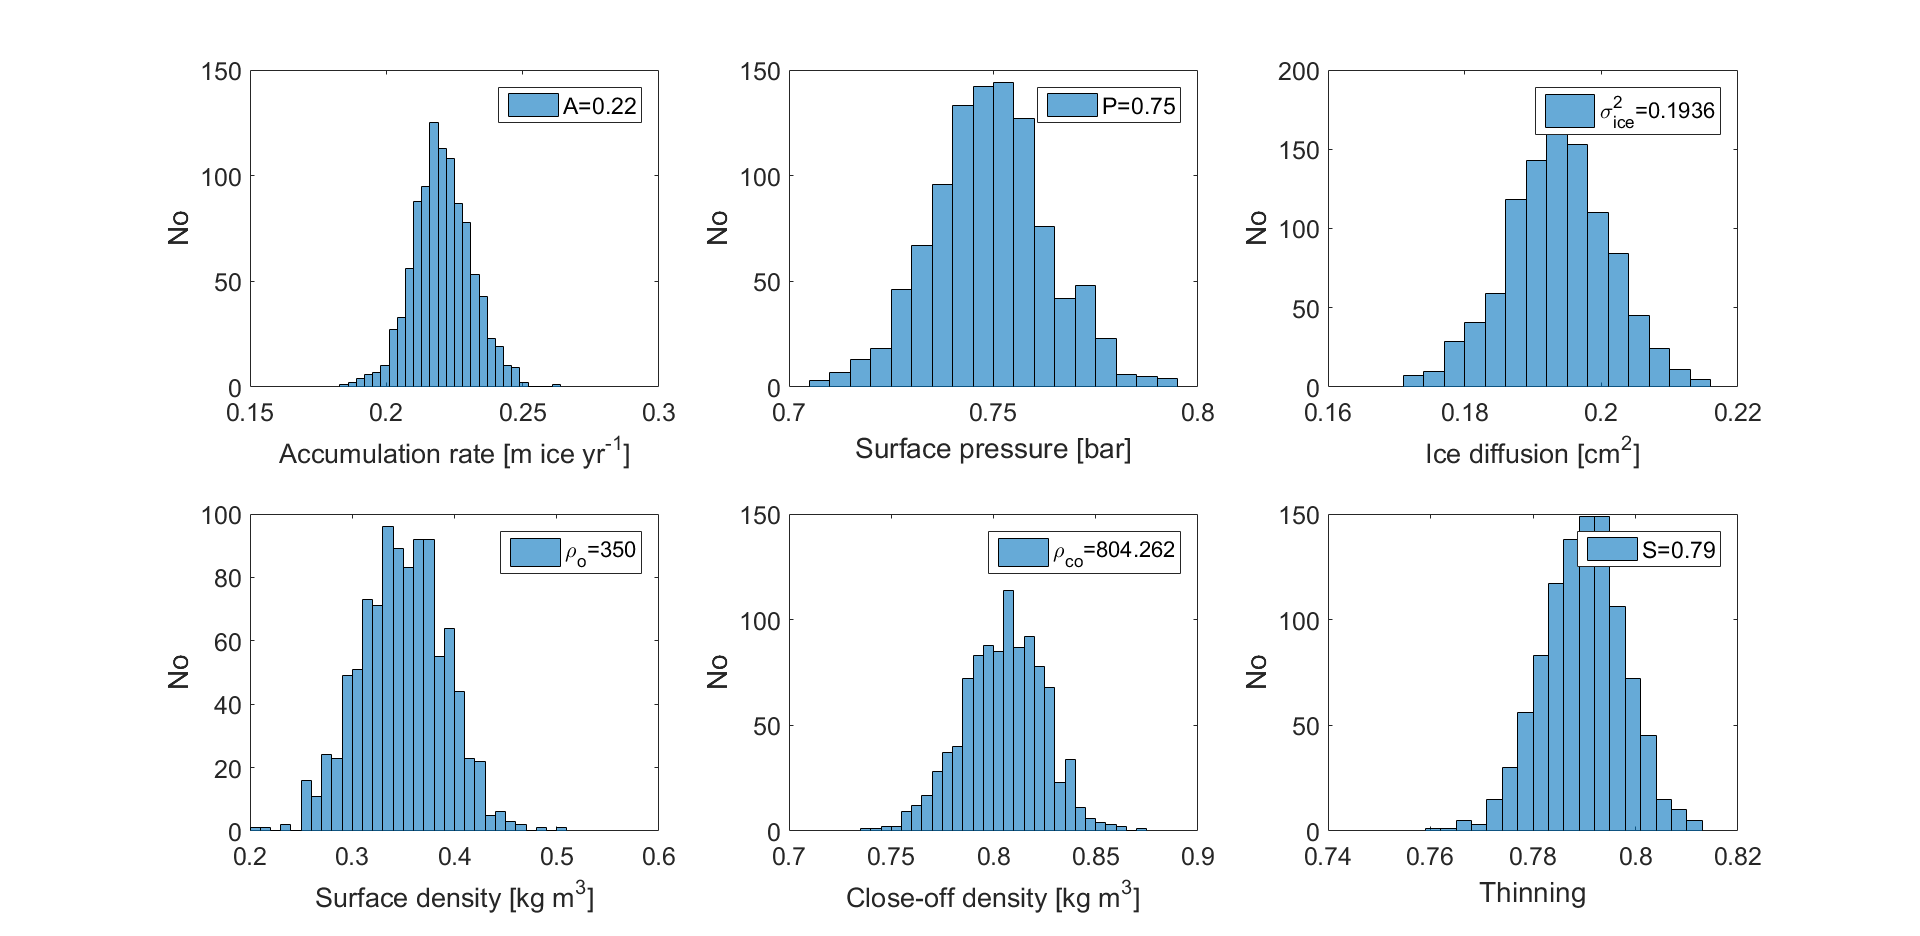 150
100
50
0
0.15 0.2 0.25 0.3
No
Accumulation rate [m ice yr⁻¹]
A=0.22
150
100
50
0
0.7 0.75 0.8
No
Surface pressure [bar]
P=0.75
200
150
100
50
0
0.16 0.18 0.2 0.22
No
Ice diffusion [cm²]
σ²ice=0.1936
100
80
60
40
20
0
0.2 0.3 0.4 0.5 0.6
No
Surface density [kg m³]
ρo=350
150
100
50
0
0.7 0.75 0.8 0.85 0.9
No
Close-off density [kg m³]
ρco=804.262
150
100
50
0
0.74 0.76 0.78 0.8 0.82
No
Thinning
S=0.79